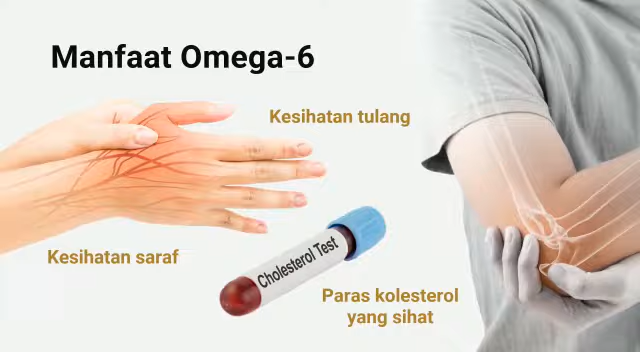 Manfaat Omega-6
Kesihatan tulang
Kesihatan saraf
Cholesterol Test
Paras kolesterol
yang sihat